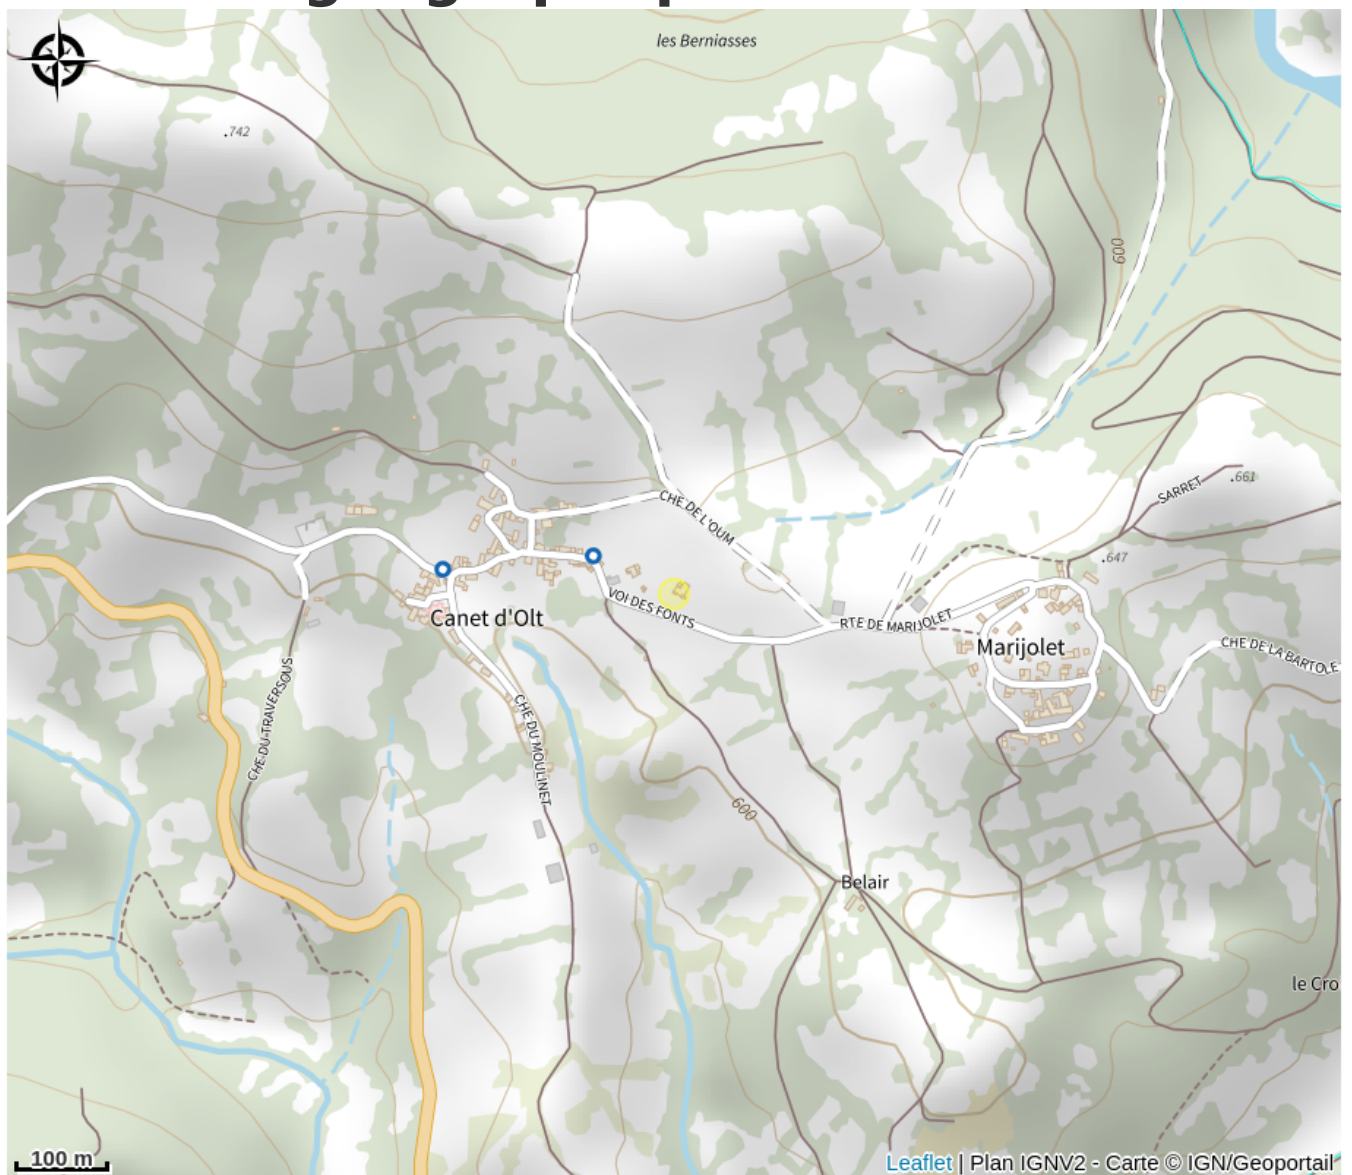 les Berniasses
.742
600
CHE DE L'OUM
SARRET
.661
.647
VOI DES FONTS
RTE DE MARIJOLET
Canet d'Olt
Marijolet
CHE DE LA BARTOLE
CHE DU TRAVERSOUS
CHE DU MOULINET
600
Belair
le Cro
100 m
Leaflet | Plan IGNV2 - Carte © IGN/Geoportail